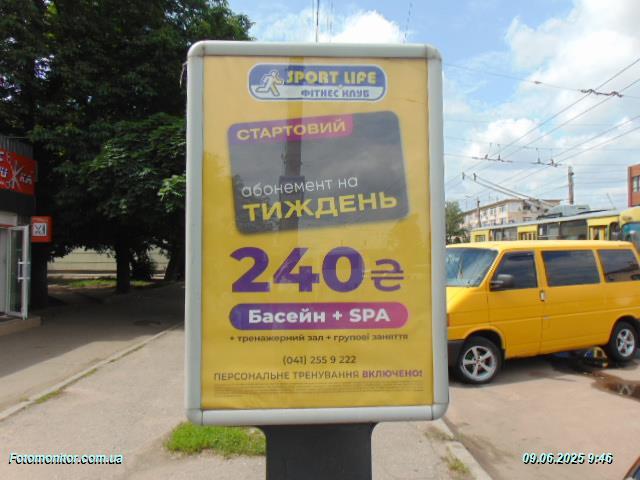 SPORT LIFE
ФІТНЕС КЛУБ
СТАРТОВИЙ
абонемент на
ТИЖДЕНЬ
240₴
Басейн + SPA
+ тренажерний зал + групові заняття
(041) 255 9 222
ПЕРСОНАЛЬНЕ ТРЕНУВАННЯ ВКЛЮЧЕНО!
Fotomonitor.com.ua
09.06.2025 9:46